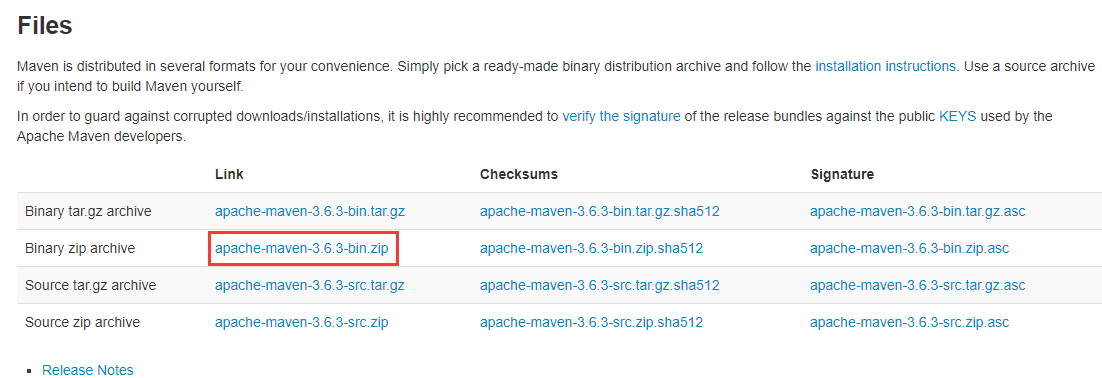 Files
Maven is distributed in several formats for your convenience. Simply pick a ready-made binary distribution archive and follow the installation instructions. Use a source archive
if you intend to build Maven yourself.
In order to guard against corrupted downloads/installations, it is highly recommended to verify the signature of the release bundles against the public KEYS used by the
Apache Maven developers.
Link Checksums Signature
Binary tar.gz archive apache-maven-3.6.3-bin.tar.gz apache-maven-3.6.3-bin.tar.gz.sha512 apache-maven-3.6.3-bin.tar.gz.asc
Binary zip archive apache-maven-3.6.3-bin.zip apache-maven-3.6.3-bin.zip.sha512 apache-maven-3.6.3-bin.zip.asc
Source tar.gz archive apache-maven-3.6.3-src.tar.gz apache-maven-3.6.3-src.tar.gz.sha512 apache-maven-3.6.3-src.tar.gz.asc
Source zip archive apache-maven-3.6.3-src.zip apache-maven-3.6.3-src.zip.sha512 apache-maven-3.6.3-src.zip.asc
Release Notes